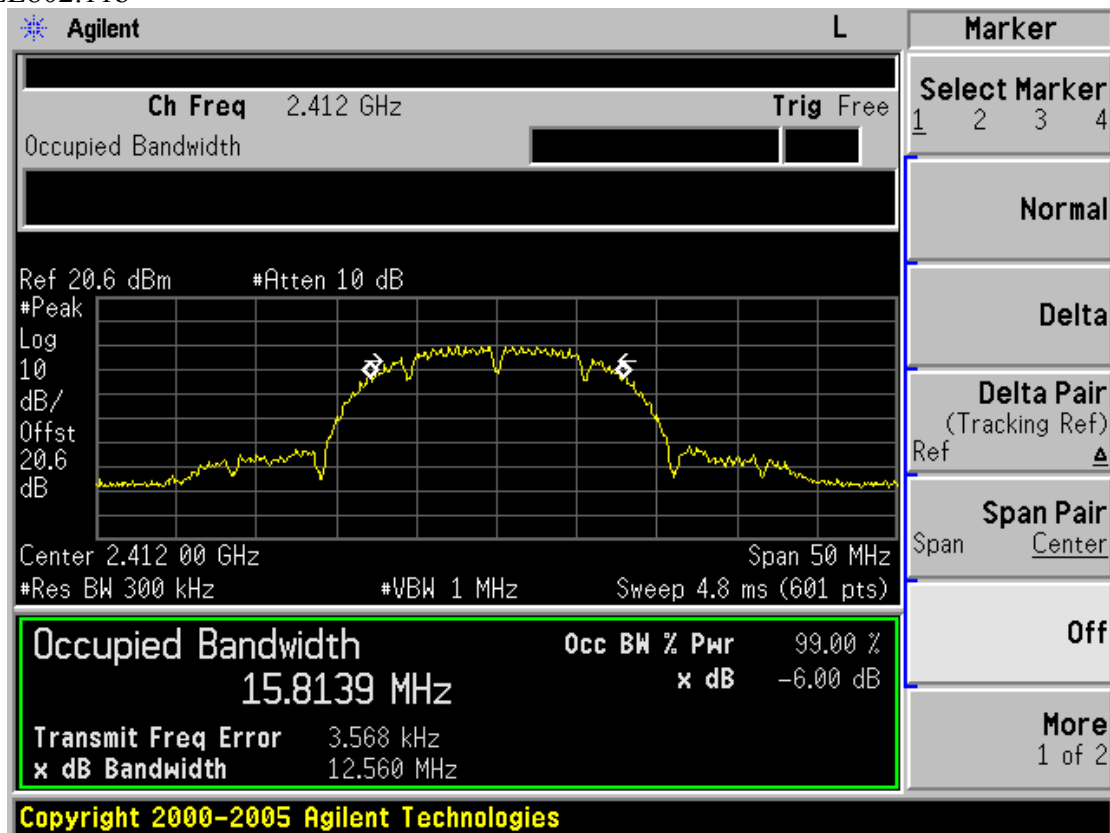 Agilent L
Marker
Ch Freq 2.412 GHz Trig Free
Occupied Bandwidth
Select Marker
1 2 3 4
Normal
Delta
Delta Pair
(Tracking Ref)
Ref Δ
Span Pair
Span Center
Off
More
1 of 2
Ref 20.6 dBm #Atten 10 dB
#Peak
Log
10
dB/
Offst
20.6
dB
Center 2.412 00 GHz Span 50 MHz
#Res BW 300 kHz #VBW 1 MHz Sweep 4.8 ms (601 pts)
Occupied Bandwidth Occ BW % Pwr 99.00 %
15.8139 MHz x dB -6.00 dB
Transmit Freq Error 3.568 kHz
x dB Bandwidth 12.560 MHz
Copyright 2000-2005 Agilent Technologies